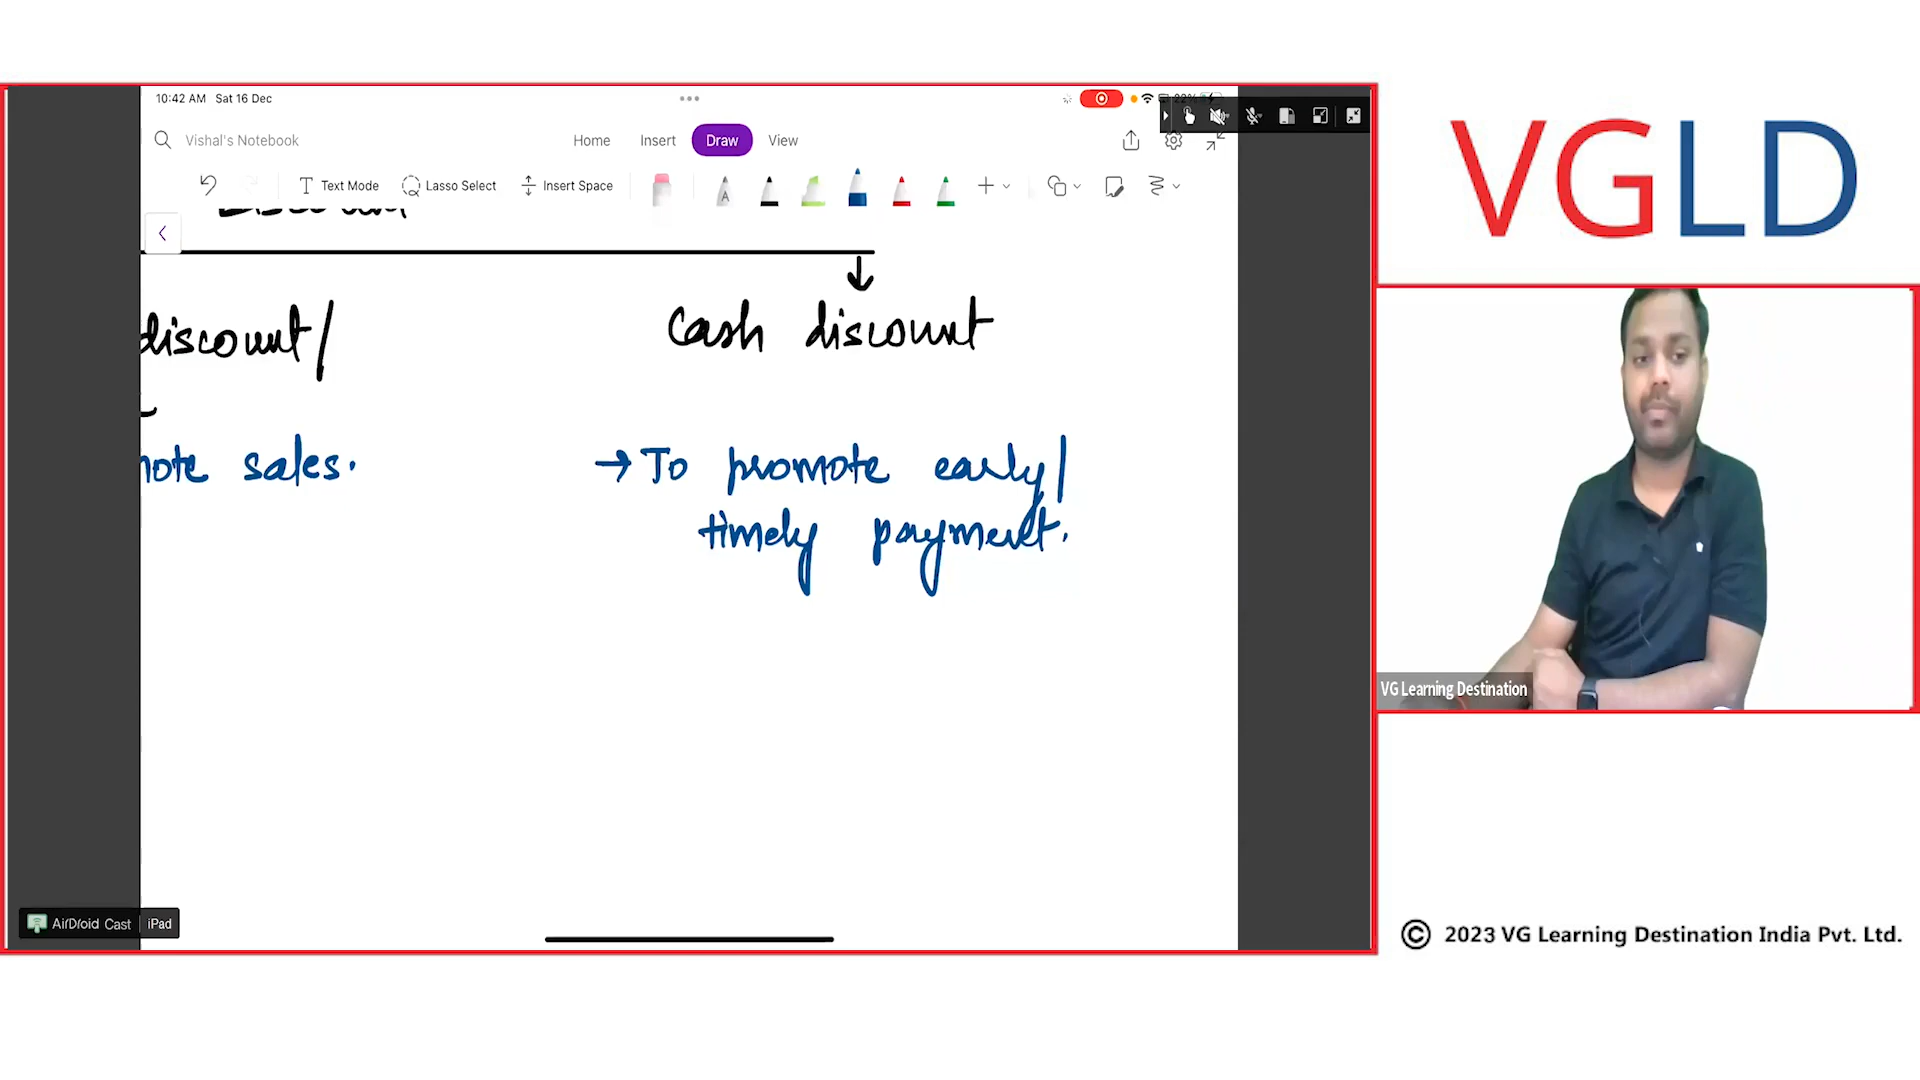 10:42 AM Sat 16 Dec
22%
Vishal's Notebook
Home Insert Draw View
Text Mode Lasso Select Insert Space
A
discount/
Cash discount
note sales.
→ To promote early/
timely payment.
AirDroid Cast iPad
VGLD
VG Learning Destination
© 2023 VG Learning Destination India Pvt. Ltd.